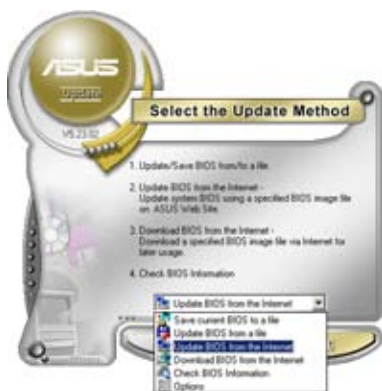 ASUS
Update
V5.23.02
Select the Update Method
1. Update/Save BIOS from/to a file.
2. Update BIOS from the Internet -
Update system BIOS using a specified BIOS image file
on ASUS Web Site.
3. Download BIOS from the Internet -
Download a specified BIOS image file via Internet for
later usage.
4. Check BIOS Information
Update BIOS from the Internet
Save current BIOS to a file
Update BIOS from a file
Update BIOS from the Internet
Download BIOS from the Internet
Check BIOS Information
Options